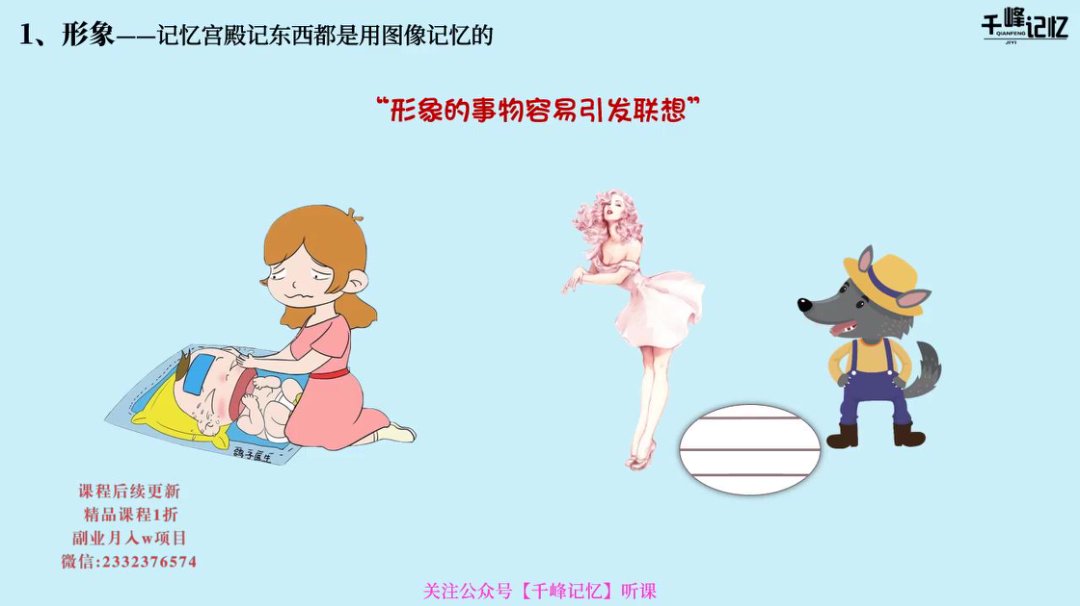 1、形象——记忆宫殿记东西都是用图像记忆的
千峰记忆
QIANFENG
JIYI
“形象的事物容易引发联想”
鸽子医生
课程后续更新
精品课程1折
副业月入w项目
微信:2332376574
关注公众号【千峰记忆】听课